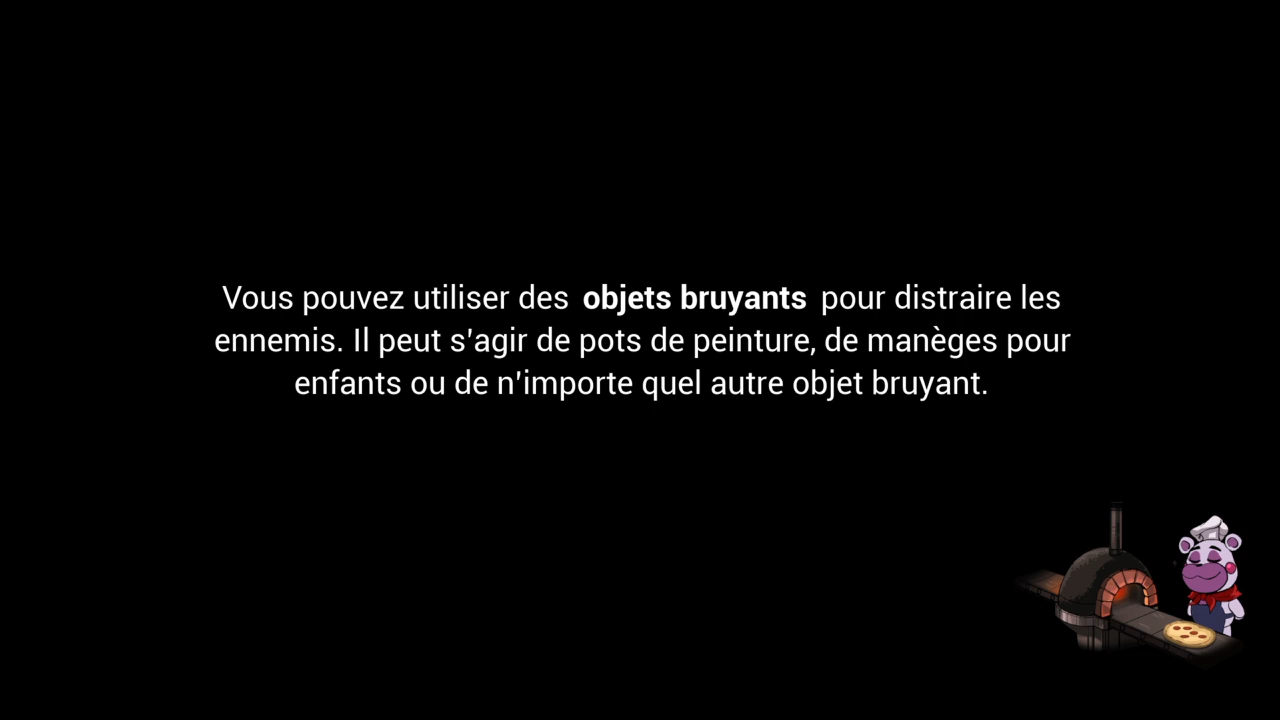 Vous pouvez utiliser des objets bruyants pour distraire les
ennemis. Il peut s'agir de pots de peinture, de manèges pour
enfants ou de n'importe quel autre objet bruyant.